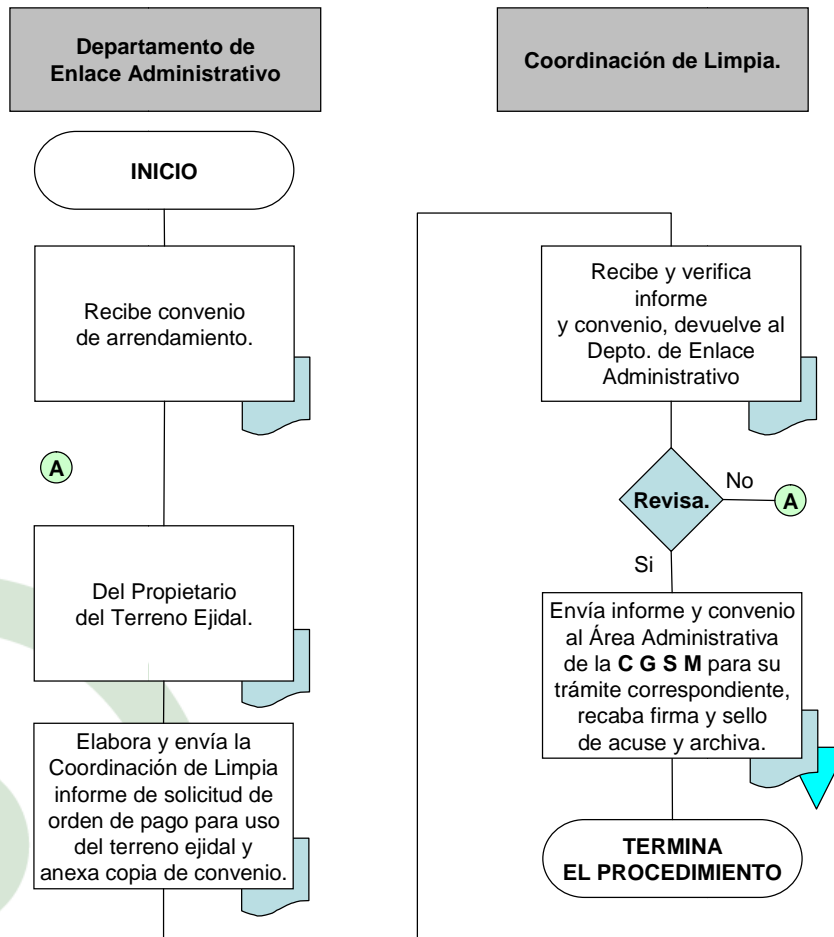 Departamento de
Enlace Administrativo
INICIO
Recibe convenio
de arrendamiento.
A
Del Propietario
del Terreno Ejidal.
Elabora y envía la
Coordinación de Limpia
informe de solicitud de
orden de pago para uso
del terreno ejidal y
anexa copia de convenio.
Coordinación de Limpia.
Recibe y verifica
informe
y convenio, devuelve al
Depto. de Enlace
Administrativo
Revisa.
No
A
Si
Envía informe y convenio
al Área Administrativa
de la C G S M para su
trámite correspondiente,
recaba firma y sello
de acuse y archiva.
TERMINA
EL PROCEDIMIENTO